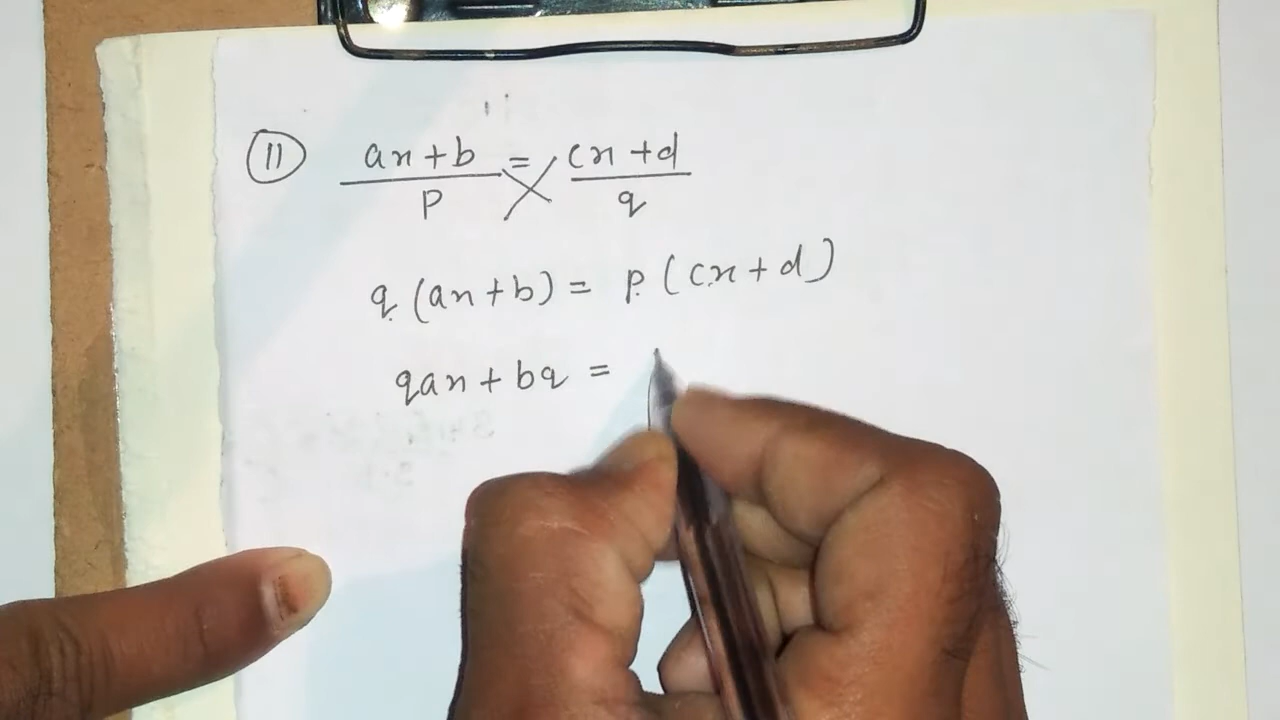 11 ax+b/p = cx+d/q
q(ax+b) = p(cx+d)
qax+bq =